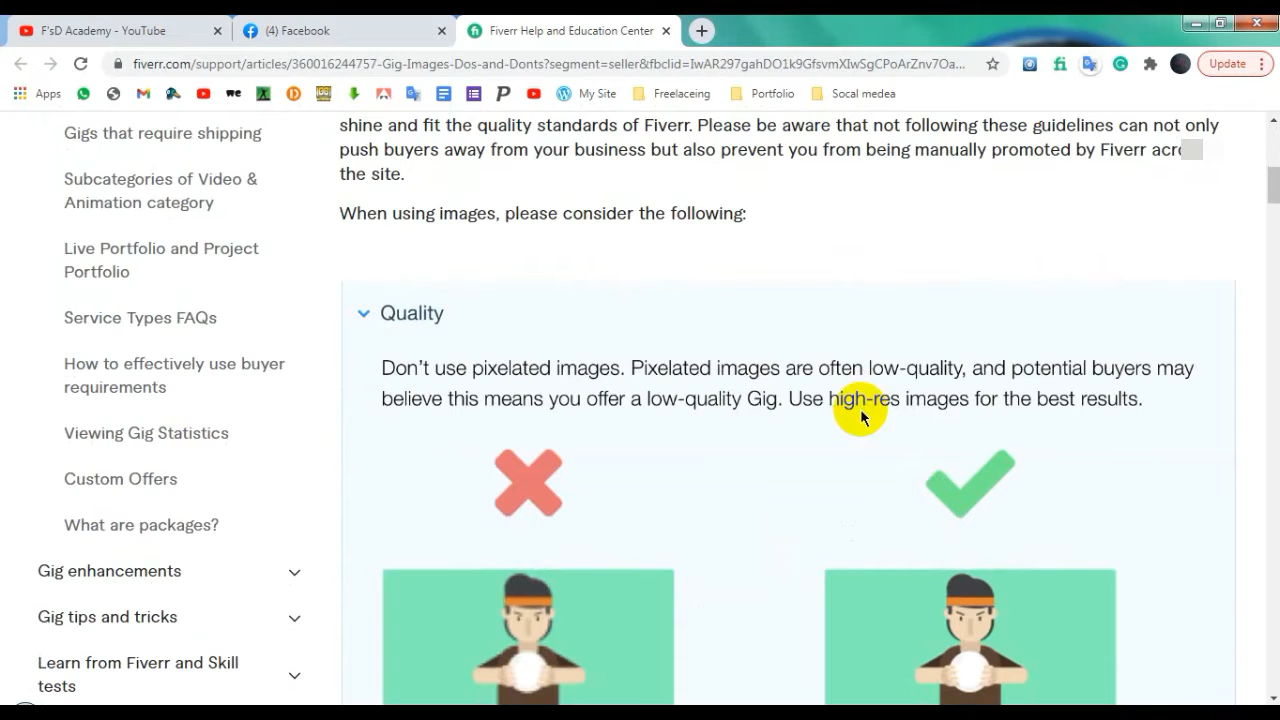 F'sD Academy - YouTube
(4) Facebook
Fiverr Help and Education Center
fiverr.com/support/articles/360016244757-Gig-Images-Dos-and-Donts?segment=seller&fbclid=IwAR297gahDO1k9GfsvmXIwSgCPoArZnv7Oa...
Update
Apps
My Site
Freelaceing
Portfolio
Socal medea
Gigs that require shipping
Subcategories of Video &
Animation category
Live Portfolio and Project
Portfolio
Service Types FAQs
How to effectively use buyer
requirements
Viewing Gig Statistics
Custom Offers
What are packages?
Gig enhancements
Gig tips and tricks
Learn from Fiverr and Skill
tests
shine and fit the quality standards of Fiverr. Please be aware that not following these guidelines can not only
push buyers away from your business but also prevent you from being manually promoted by Fiverr
the site.
When using images, please consider the following:
Quality
Don't use pixelated images. Pixelated images are often low-quality, and potential buyers may
believe this means you offer a low-quality Gig. Use high-res images for the best results.